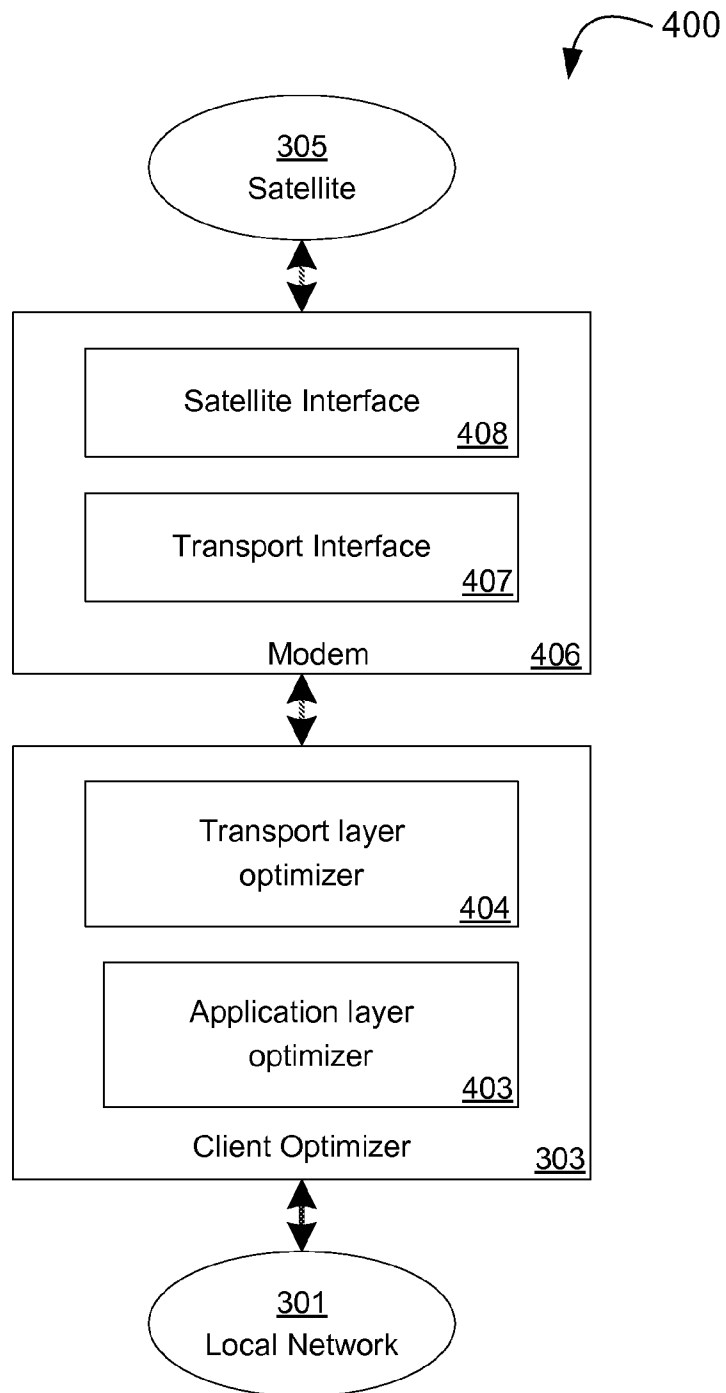 400
305
Satellite
Satellite Interface
408
Transport Interface
407
Modem
406
Transport layer
optimizer
404
Application layer
optimizer
403
Client Optimizer
303
301
Local Network